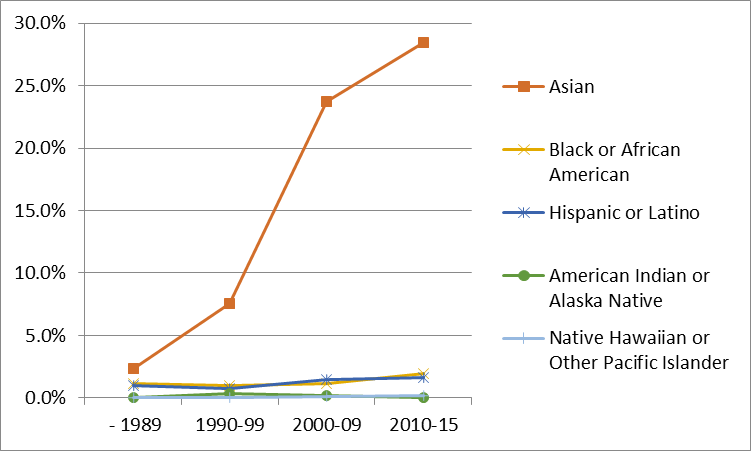 30.0%
25.0%
20.0%
15.0%
10.0%
5.0%
0.0%
- 1989 1990-99 2000-09 2010-15
Asian
Black or African
American
Hispanic or Latino
American Indian or
Alaska Native
Native Hawaiian or
Other Pacific Islander